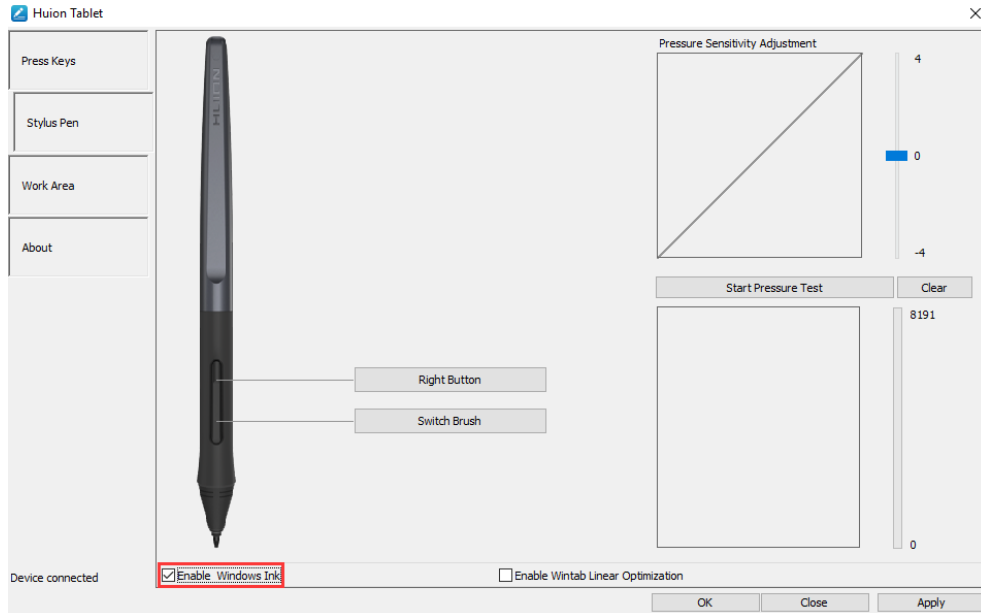 Huion Tablet
Press Keys
Stylus Pen
Work Area
About
Device connected
HUION
Right Button
Switch Brush
Pressure Sensitivity Adjustment
4
0
-4
Start Pressure Test
Clear
8191
0
Enable Windows Ink
Enable Wintab Linear Optimization
OK
Close
Apply